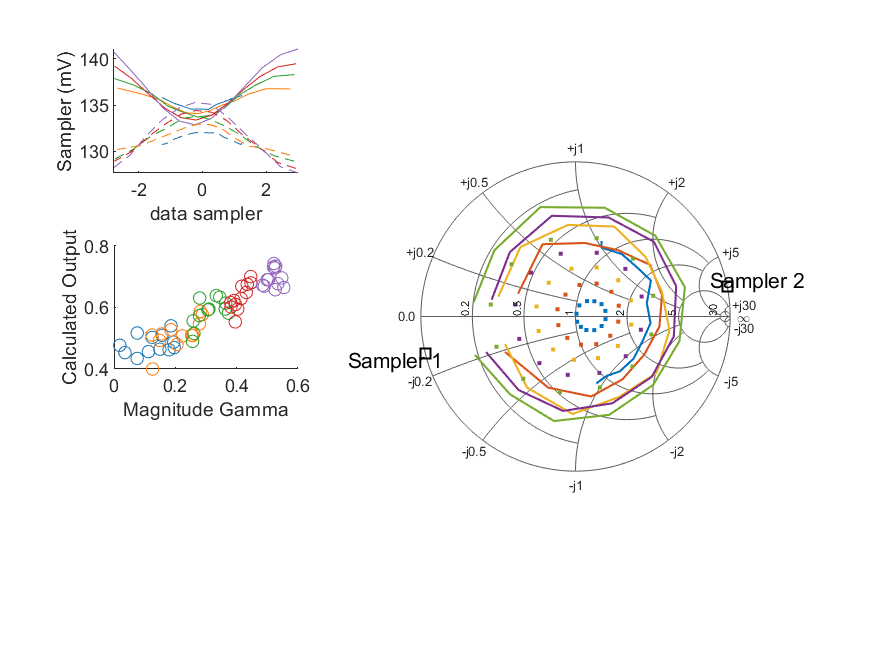 Sampler (mV)
140
135
130
-2 0 2
data sampler
Calculated Output
0.8
0.6
0.4
0 0.2 0.4 0.6
Magnitude Gamma
+j1
+j0.5
+j2
+j0.2
+j5
Sampler 2
+j30
0.0
0.2
0.5
1
2
5
30
∞
-j30
Sampler 1
-j0.2
-j5
-j0.5
-j2
-j1